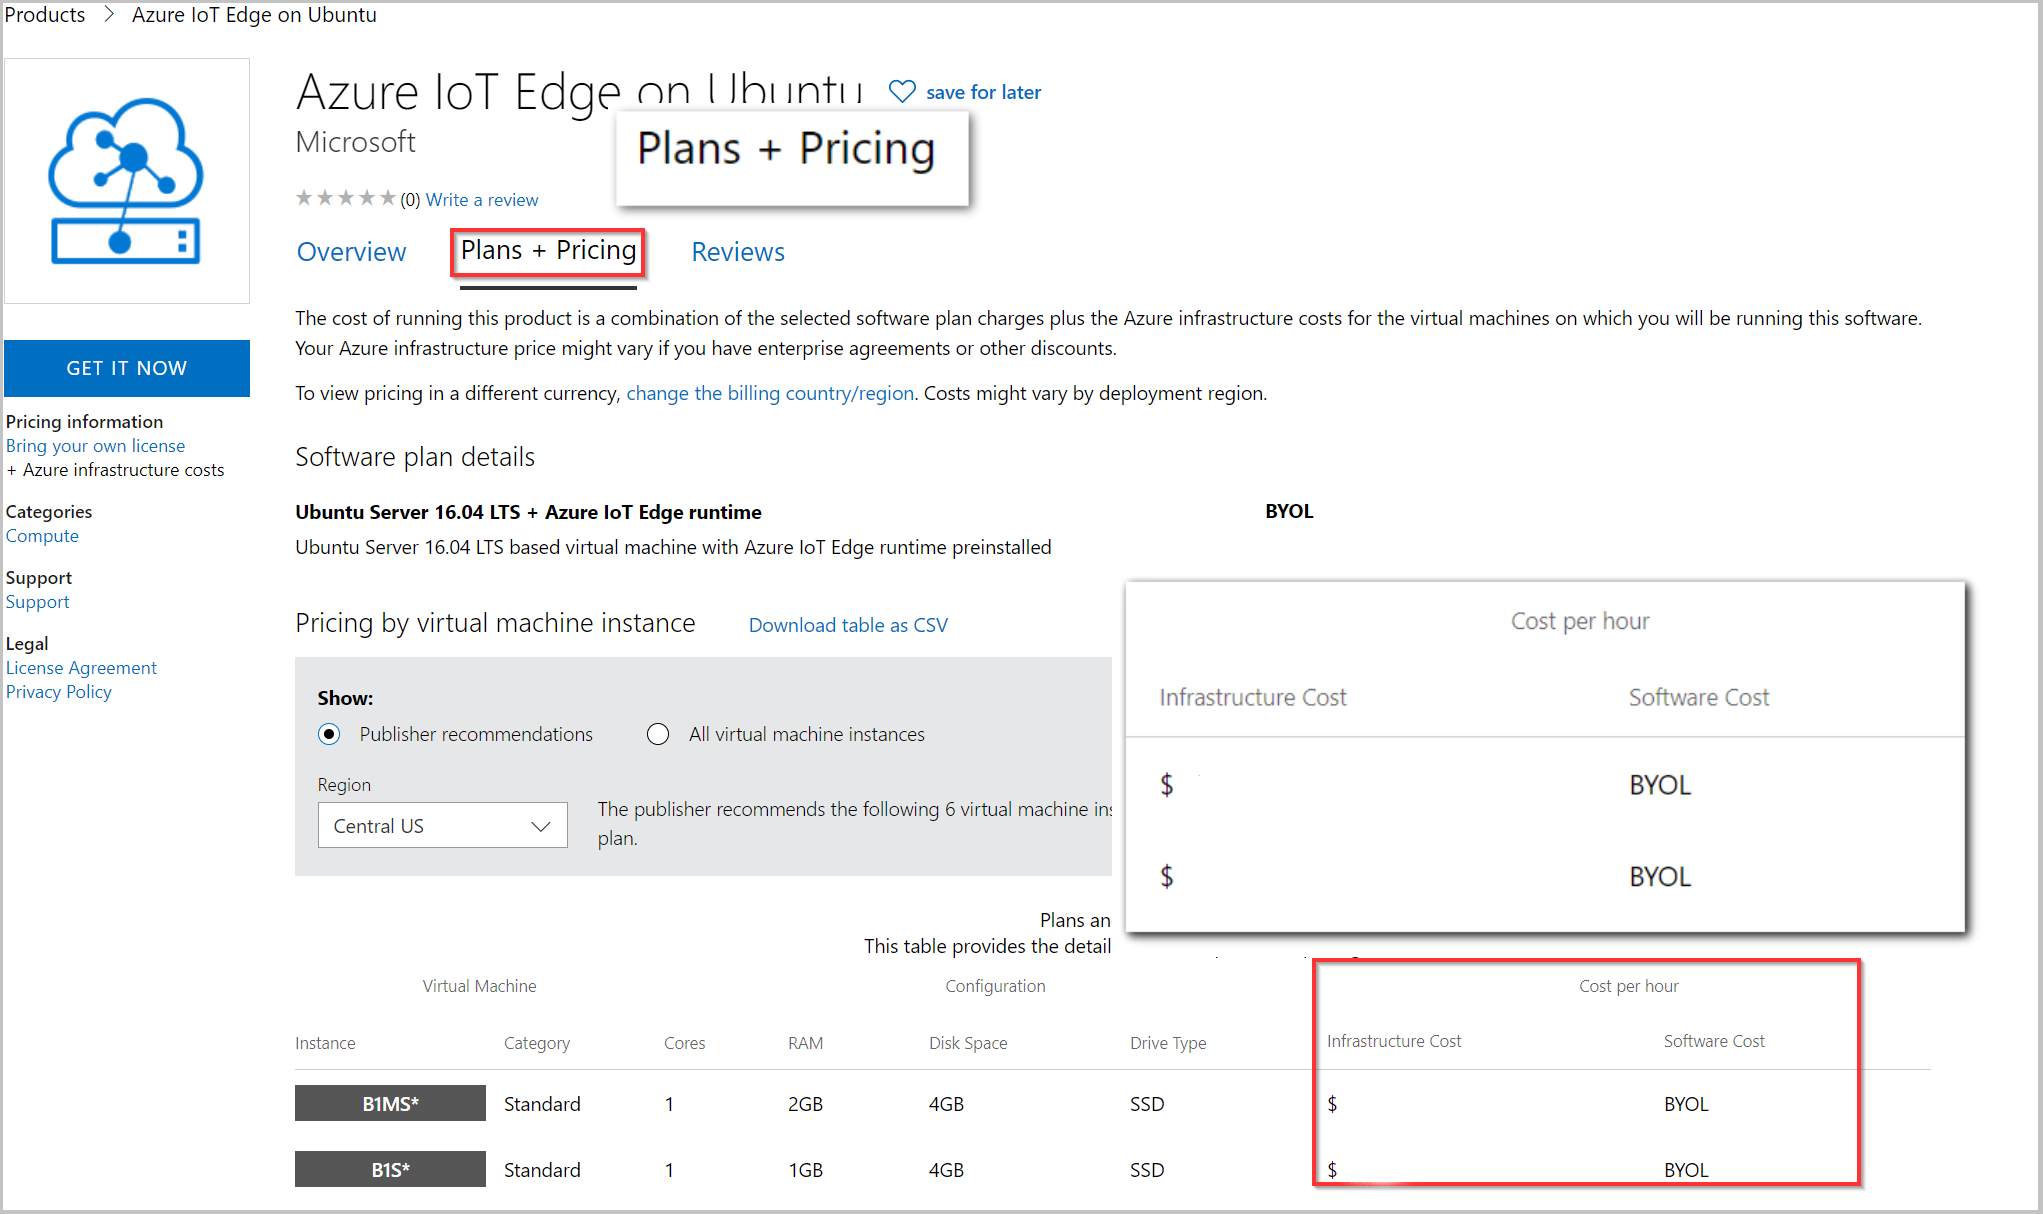 Products > Azure IoT Edge on Ubuntu
Azure IoT Edge on Ubuntu
save for later
Microsoft
Plans + Pricing
(0) Write a review
Overview
Plans + Pricing
Reviews
The cost of running this product is a combination of the selected software plan charges plus the Azure infrastructure costs for the virtual machines on which you will be running this software.
Your Azure infrastructure price might vary if you have enterprise agreements or other discounts.
To view pricing in a different currency, change the billing country/region. Costs might vary by deployment region.
GET IT NOW
Pricing information
Bring your own license
+ Azure infrastructure costs
Categories
Compute
Support
Support
Legal
License Agreement
Privacy Policy
Software plan details
Ubuntu Server 16.04 LTS + Azure IoT Edge runtime
BYOL
Ubuntu Server 16.04 LTS based virtual machine with Azure IoT Edge runtime preinstalled
Pricing by virtual machine instance
Download table as CSV
Show:
Publisher recommendations
All virtual machine instances
Region
Central US
The publisher recommends the following 6 virtual machine ins
plan.
Cost per hour
Infrastructure Cost Software Cost
$ BYOL
$ BYOL
Plans an
This table provides the detail
Virtual Machine Configuration Cost per hour
Instance Category Cores RAM Disk Space Drive Type Infrastructure Cost Software Cost
B1MS* Standard 1 2GB 4GB SSD $ BYOL
B1S* Standard 1 1GB 4GB SSD $ BYOL